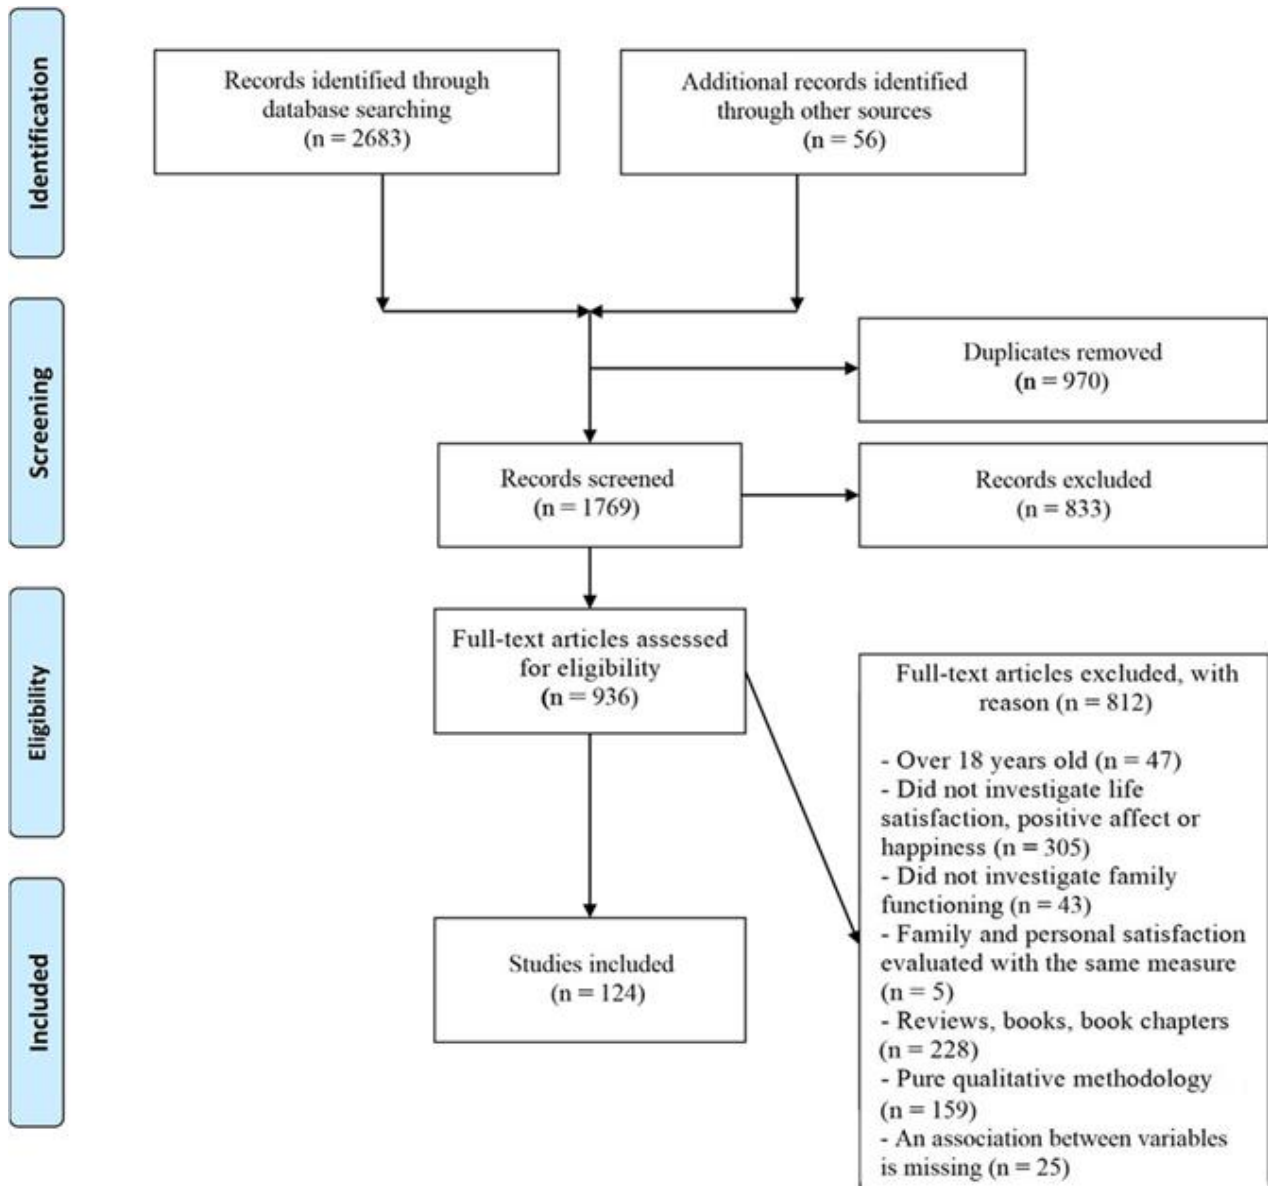 Identification
Records identified through
database searching
(n = 2683)
Additional records identified
through other sources
(n = 56)
Screening
Duplicates removed
(n = 970)
Records screened
(n = 1769)
Records excluded
(n = 833)
Eligibility
Full-text articles assessed
for eligibility
(n = 936)
Full-text articles excluded, with
reason (n = 812)
- Over 18 years old (n = 47)
- Did not investigate life
satisfaction, positive affect or
happiness (n = 305)
- Did not investigate family
functioning (n = 43)
- Family and personal satisfaction
evaluated with the same measure
(n = 5)
- Reviews, books, book chapters
(n = 228)
- Pure qualitative methodology
(n = 159)
- An association between variables
is missing (n = 25)
Included
Studies included
(n = 124)